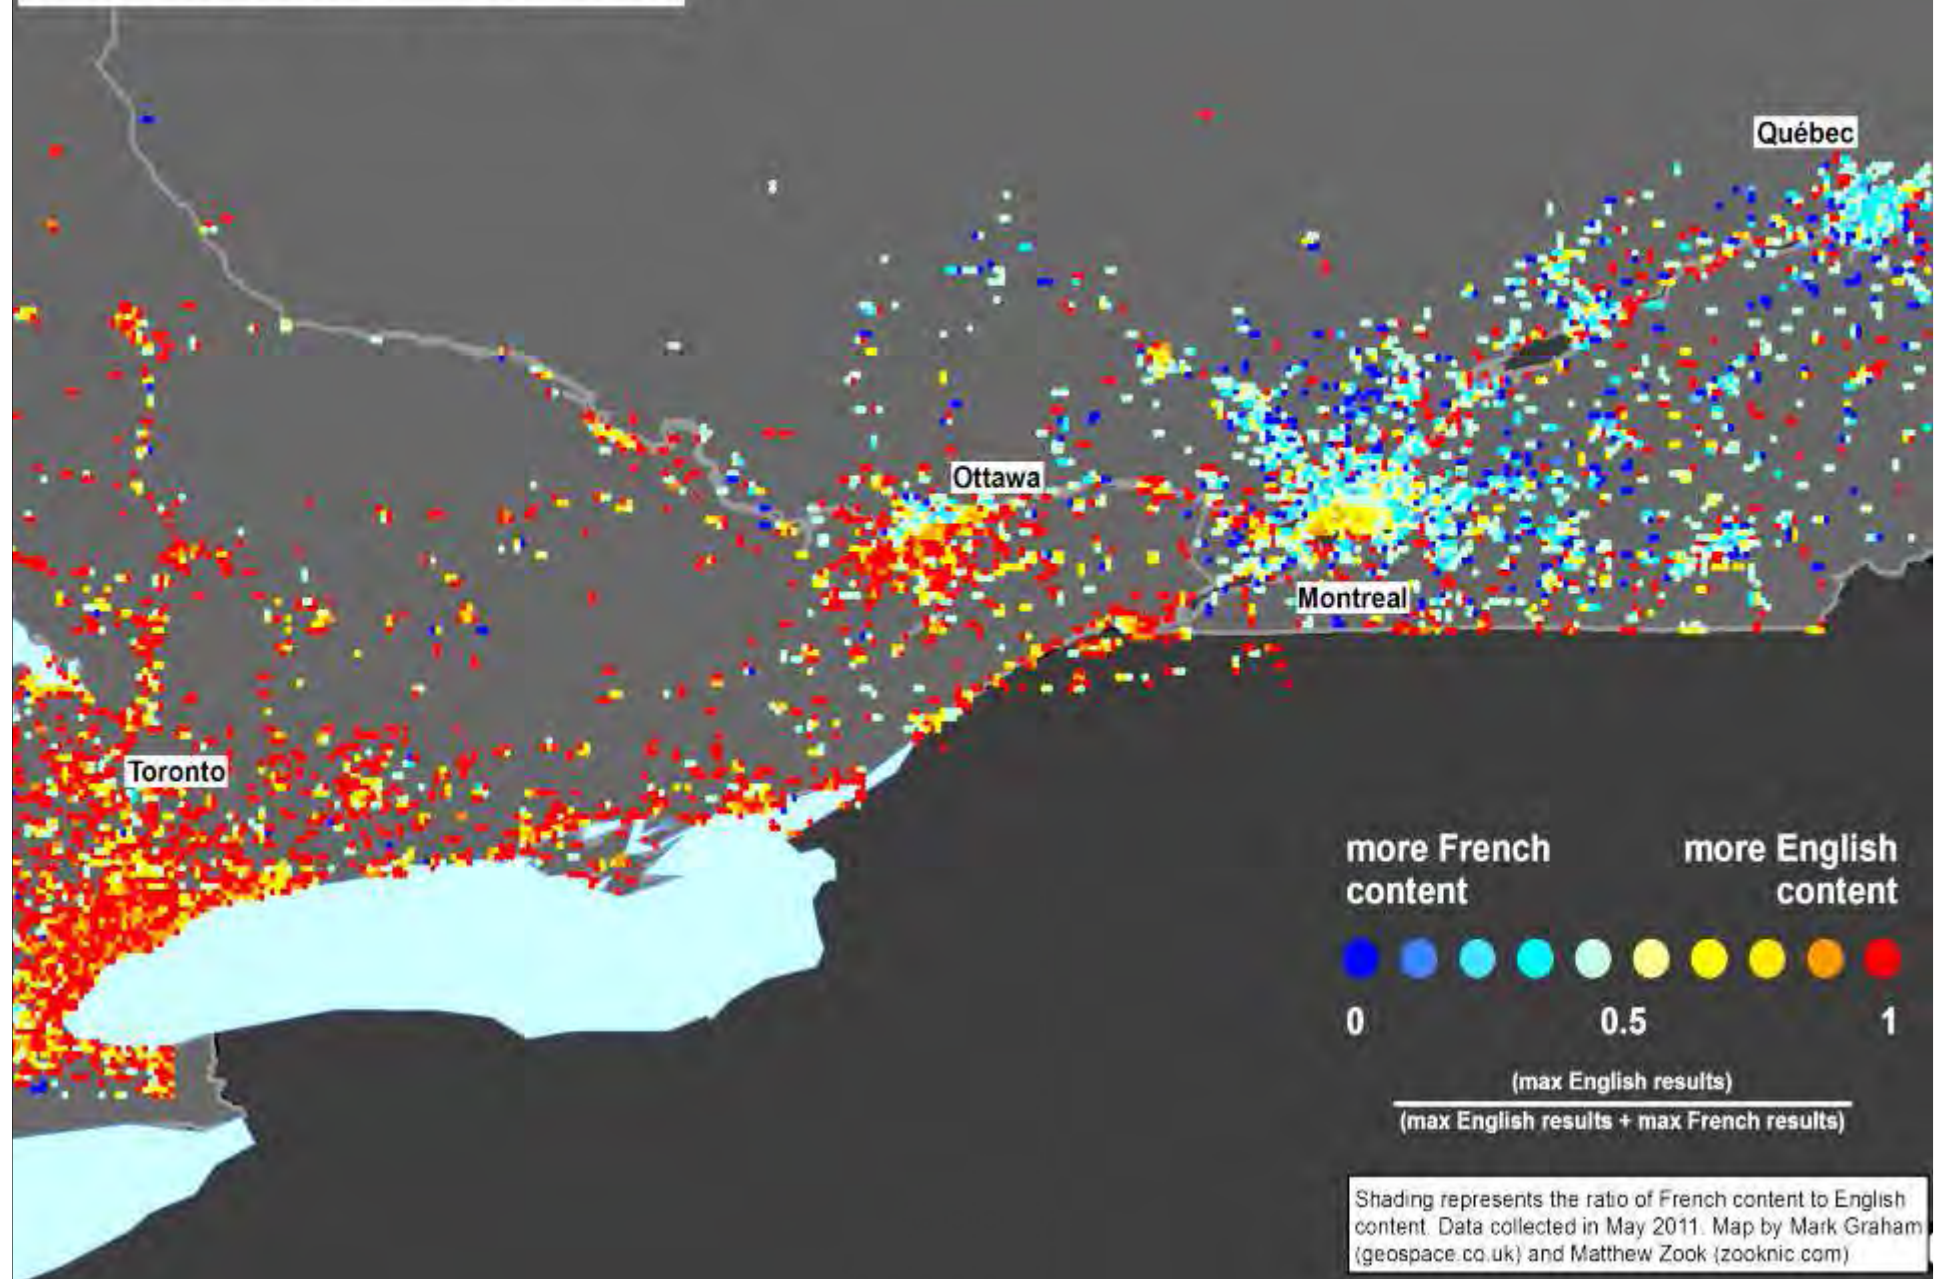 Québec
Ottawa
Montreal
Toronto
more French
content
more English
content
0
0.5
1
(max English results)
(max English results + max French results)
Shading represents the ratio of French content to English
content. Data collected in May 2011. Map by Mark Graham
(geospace.co.uk) and Matthew Zook (zooknic.com)